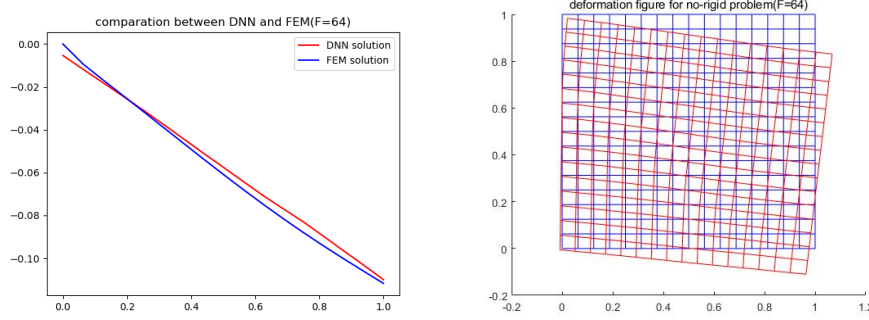 comparation between DNN and FEM(F=64)
DNN solution
FEM solution
0.00
−0.02
−0.04
−0.06
−0.08
−0.10
0.0 0.2 0.4 0.6 0.8 1.0
deformation figure for no-rigid problem(F=64)
1
0.8
0.6
0.4
0.2
0
-0.2
-0.2 0 0.2 0.4 0.6 0.8 1 1.2